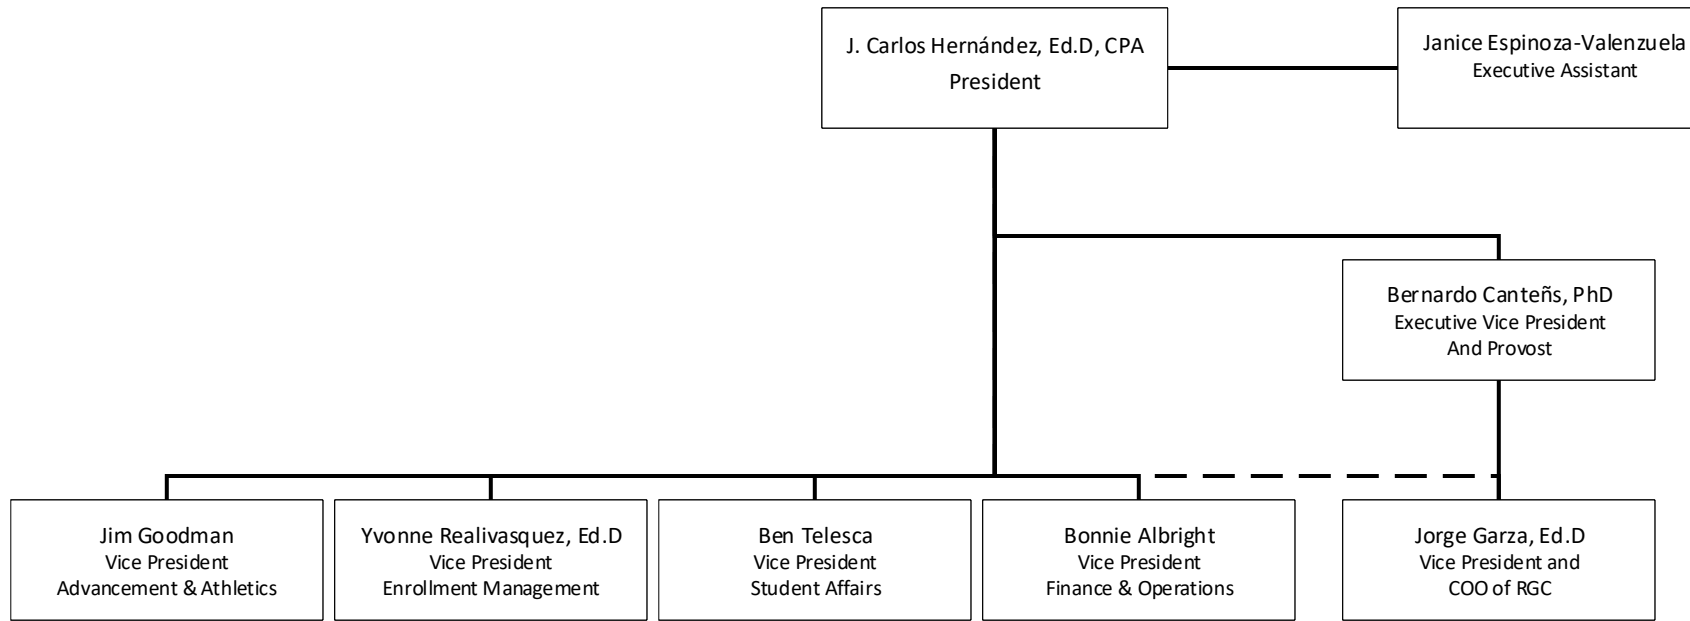 J. Carlos Hernández, Ed.D, CPA
President
Janice Espinoza-Valenzuela
Executive Assistant
Bernardo Canteñs, PhD
Executive Vice President
And Provost
Jim Goodman
Vice President
Advancement & Athletics
Yvonne Realivasquez, Ed.D
Vice President
Enrollment Management
Ben Telesca
Vice President
Student Affairs
Bonnie Albright
Vice President
Finance & Operations
Jorge Garza, Ed.D
Vice President and
COO of RGC